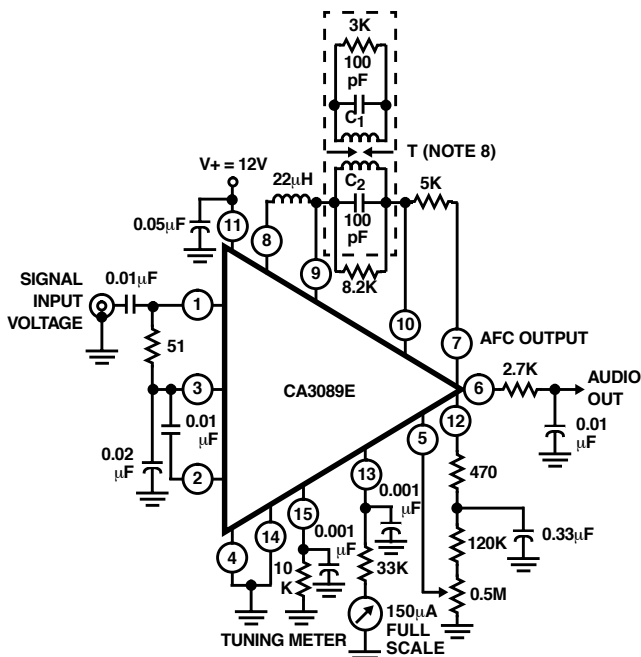 3K
100
pF
C1
T (NOTE 8)
V+ = 12V
22µH
C2
5K
100
pF
0.05µF
11
8
9
8.2K
10
7
AFC OUTPUT
SIGNAL
INPUT
VOLTAGE
0.01µF
1
51
3
CA3089E
6
2.7K
AUDIO
OUT
12
0.01
µF
0.01
µF
0.02
µF
2
5
13
470
0.001
µF
0.33µF
120K
15
14
4
0.001
µF
10
K
33K
0.5M
150µA
FULL
SCALE
TUNING METER